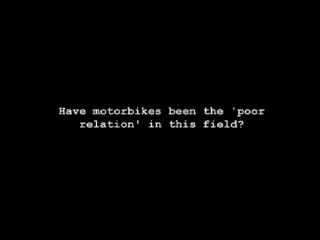 Have motorbikes been the 'poor
relation' in this field?